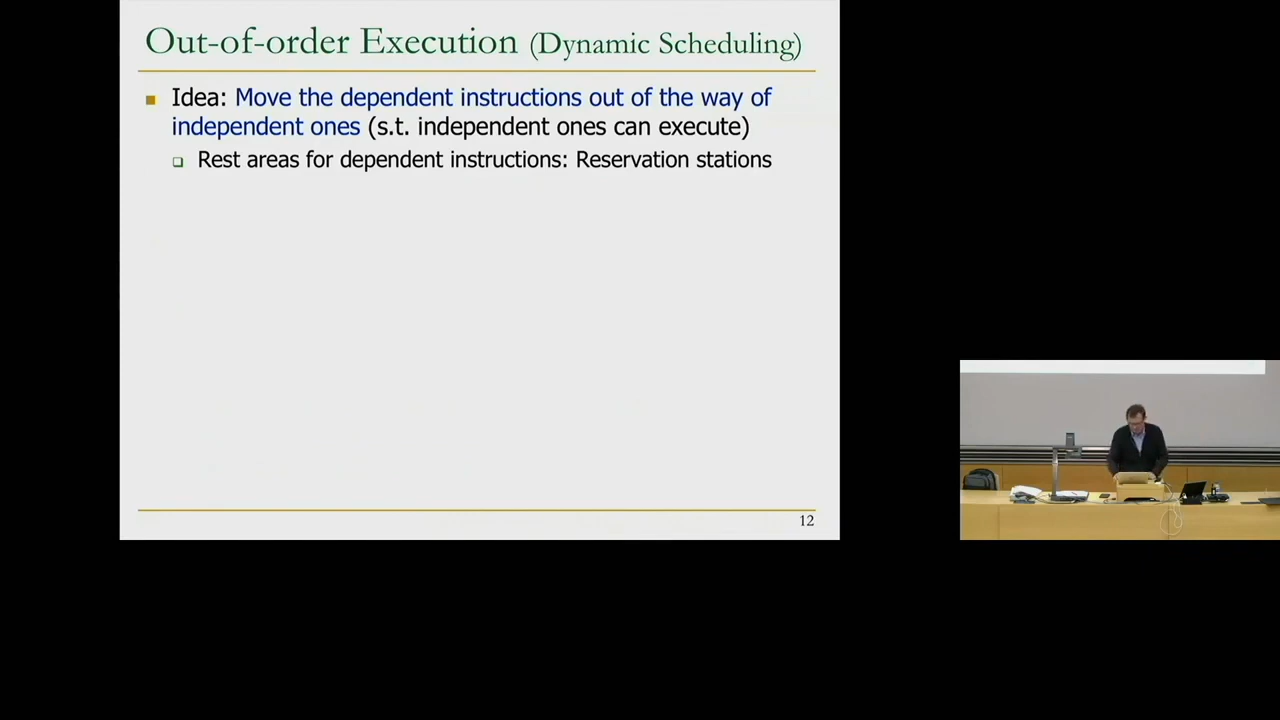 Out-of-order Execution (Dynamic Scheduling)
Idea: Move the dependent instructions out of the way of
independent ones (s.t. independent ones can execute)
Rest areas for dependent instructions: Reservation stations
12